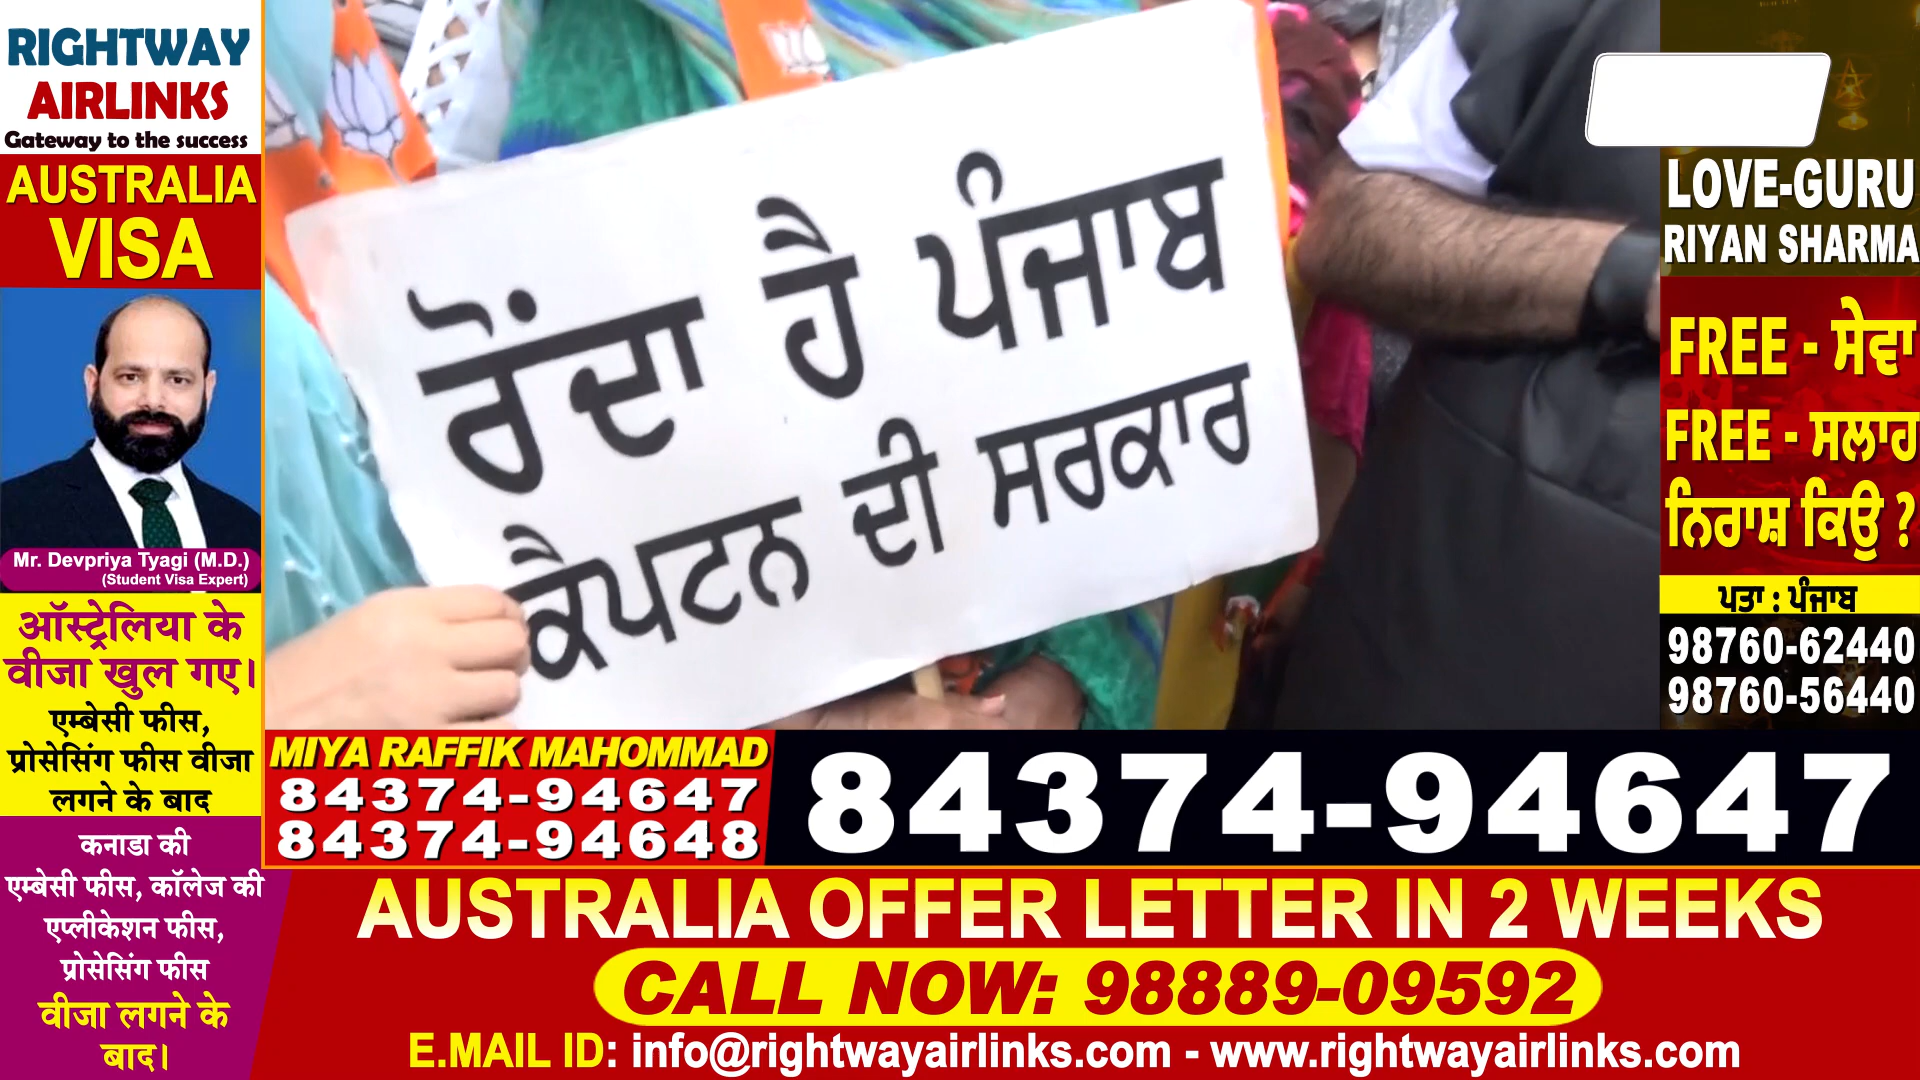 RIGHTWAY
AIRLINKS
Gateway to the success
AUSTRALIA
VISA
Mr. Devpriya Tyagi (M.D.)
(Student Visa Expert)
ऑस्ट्रेलिया के
वीजा खुल गए।
एम्बेसी फीस,
प्रोसेसिंग फीस वीजा
लगने के बाद
कनाडा की
एम्बेसी फीस, कॉलेज की
एप्लीकेशन फीस,
प्रोसेसिंग फीस
वीजा लगने के
बाद।
ਰੋਂਦਾ ਹੈ ਪੰਜਾਬ
ਕੈਪਟਨ ਦੀ ਸਰਕਾਰ
LOVE-GURU
RIYAN SHARMA
FREE - ਸੇਵਾ
FREE - ਸਲਾਹ
ਨਿਰਾਸ਼ ਕਿਉ ?
ਪਤਾ : ਪੰਜਾਬ
98760-62440
98760-56440
MIYA RAFFIK MAHOMMAD
84374-94647
84374-94648
84374-94647
AUSTRALIA OFFER LETTER IN 2 WEEKS
CALL NOW: 98889-09592
E.MAIL ID: info@rightwayairlinks.com - www.rightwayairlinks.com